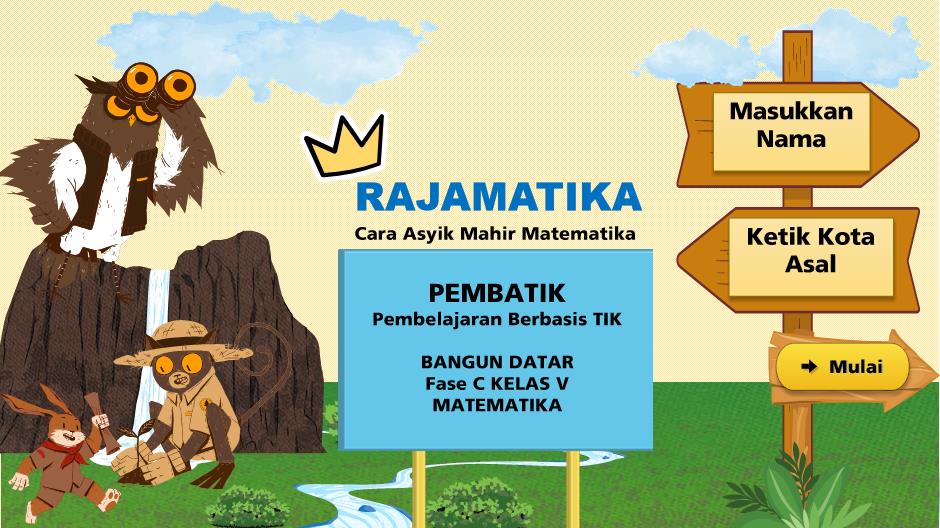 RAJAMATIKA
Cara Asyik Mahir Matematika
PEMBATIK
Pembelajaran Berbasis TIK
BANGUN DATAR
Fase C KELAS V
MATEMATIKA
Masukkan
Nama
Ketik Kota
Asal
Mulai